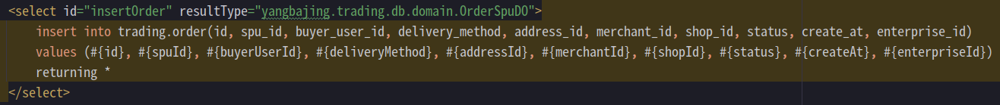 <select id="insertOrder" resultType="yangbajing.trading.db.domain.OrderSpuDO">
insert into trading.order(id, spu_id, buyer_user_id, delivery_method, address_id, merchant_id, shop_id, status, create_at, enterprise_id)
values (#{id}, #{spuId}, #{buyerUserId}, #{deliveryMethod}, #{addressId}, #{merchantId}, #{shopId}, #{status}, #{createAt}, #{enterpriseId})
returning *
</select>